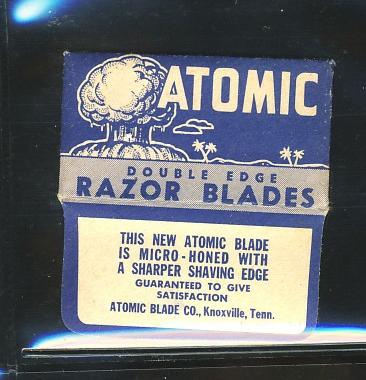 ATOMIC
DOUBLE EDGE
RAZOR BLADES
THIS NEW ATOMIC BLADE
IS MICRO-HONED WITH
A SHARPER SHAVING EDGE
GUARANTEED TO GIVE
SATISFACTION
ATOMIC BLADE CO., Knoxville, Tenn.